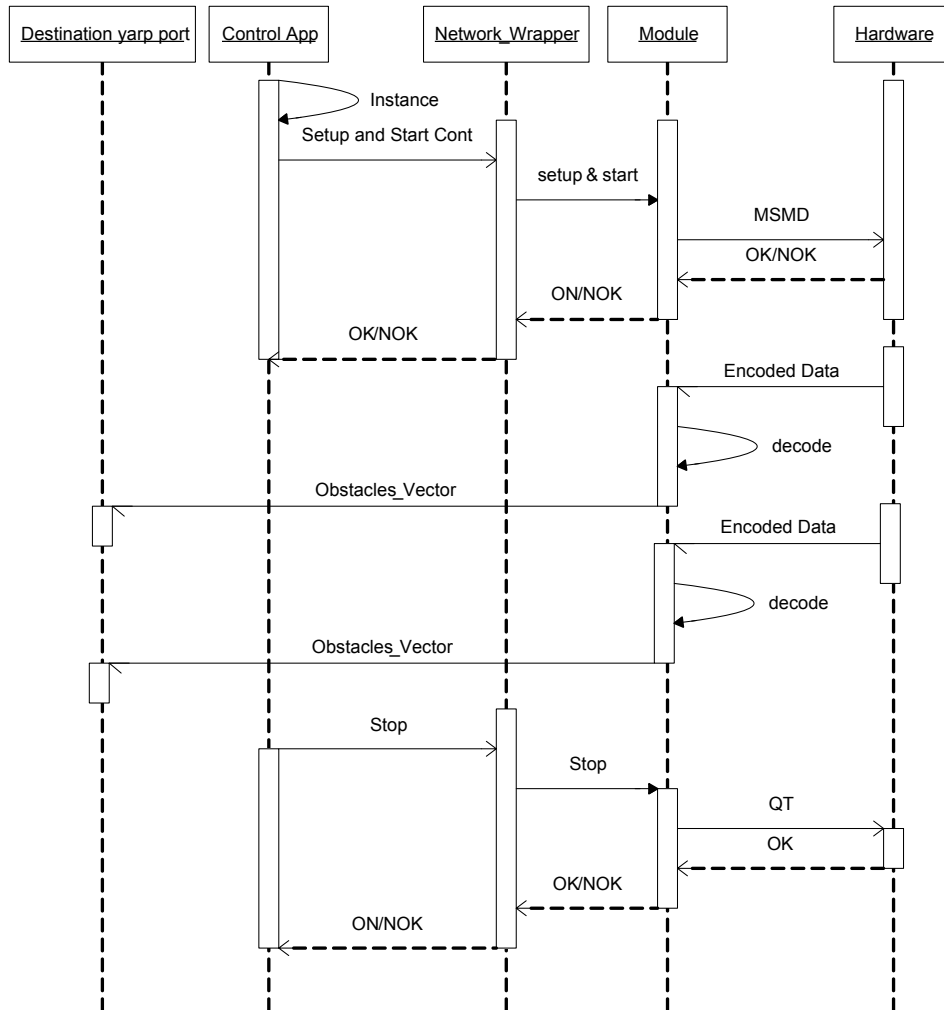 Destination yarp port
Control App
Network_Wrapper
Module
Hardware
Instance
Setup and Start Cont
setup & start
MSMD
OK/NOK
ON/NOK
OK/NOK
Encoded Data
decode
Obstacles_Vector
Encoded Data
decode
Obstacles_Vector
Stop
Stop
QT
OK
OK/NOK
ON/NOK